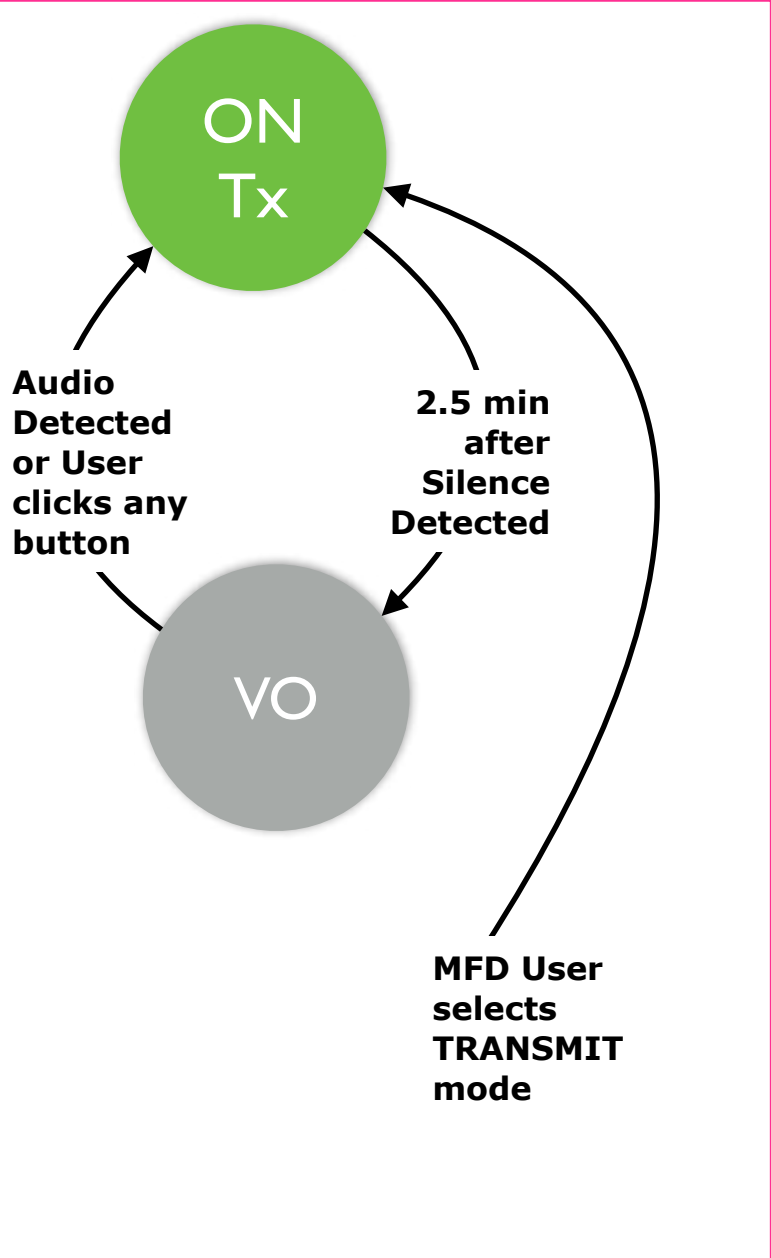 ON
Tx
Audio
Detected
or User
clicks any
button
2.5 min
after
Silence
Detected
VO
MFD User
selects
TRANSMIT
mode